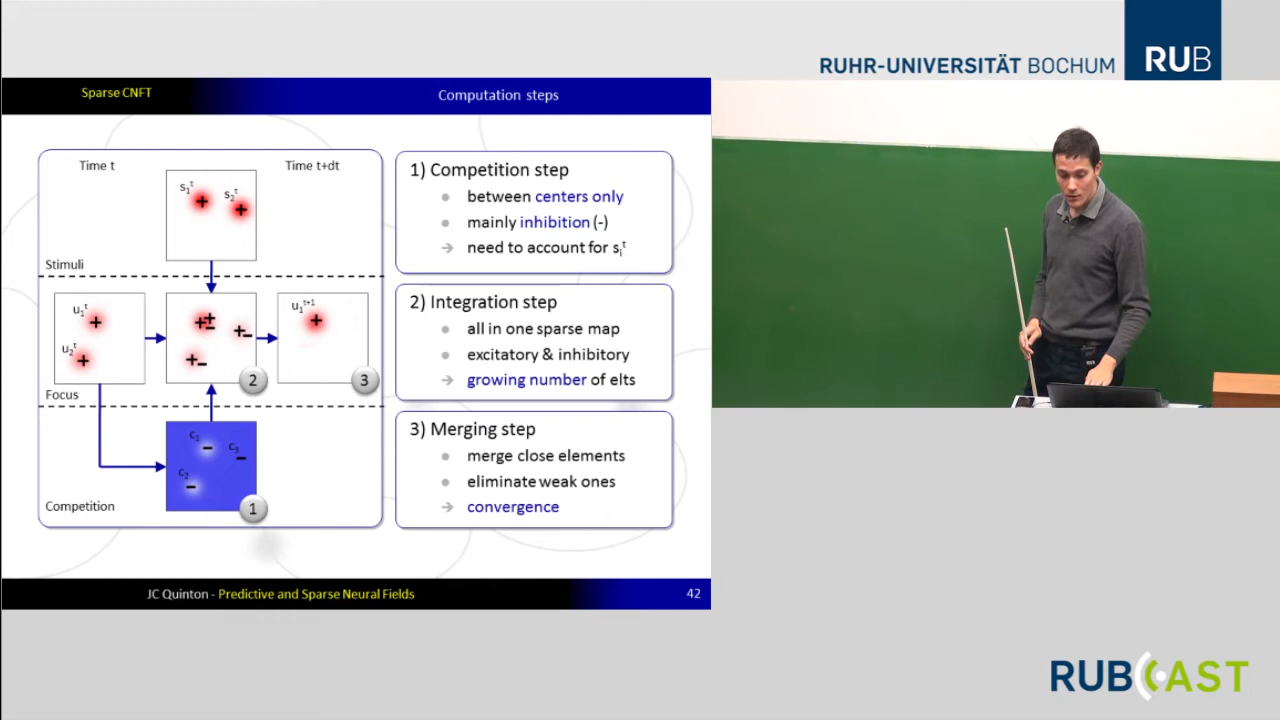 RUHR-UNIVERSITÄT BOCHUM
RUB
Sparse CNFT
Computation steps
Time t
Time t+dt
s₁ᵗ
s₂ᵗ
Stimuli
u₁ᵗ
u₂ᵗ
u₁ᵗ⁺¹
2
3
Focus
c₁
c₂
c₃
Competition
1
1) Competition step
between centers only
mainly inhibition (-)
need to account for sᵢᵗ
2) Integration step
all in one sparse map
excitatory & inhibitory
growing number of elts
3) Merging step
merge close elements
eliminate weak ones
convergence
JC Quinton - Predictive and Sparse Neural Fields
42
RUBCAST